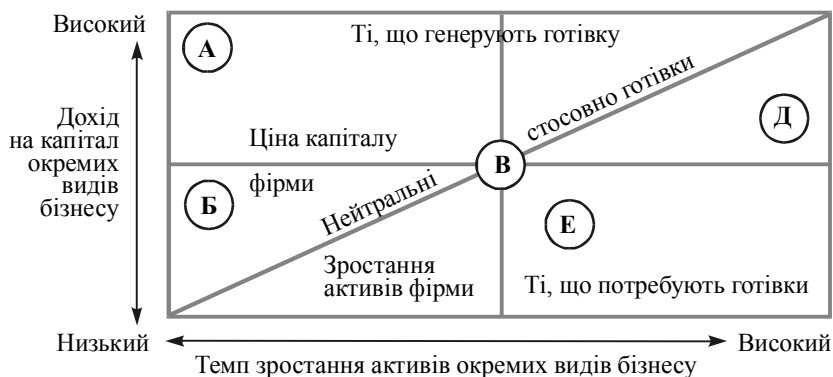 Високий
А
Ті, що генерують готівку
Дохід
на капітал
окремих
видів
бізнесу
стосовно готівки
Д
Ціна капіталу
В
фірми
Б
Нейтральні
Е
Зростання
активів фірми
Ті, що потребують готівки
Низький
Високий
Темп зростання активів окремих видів бізнесу